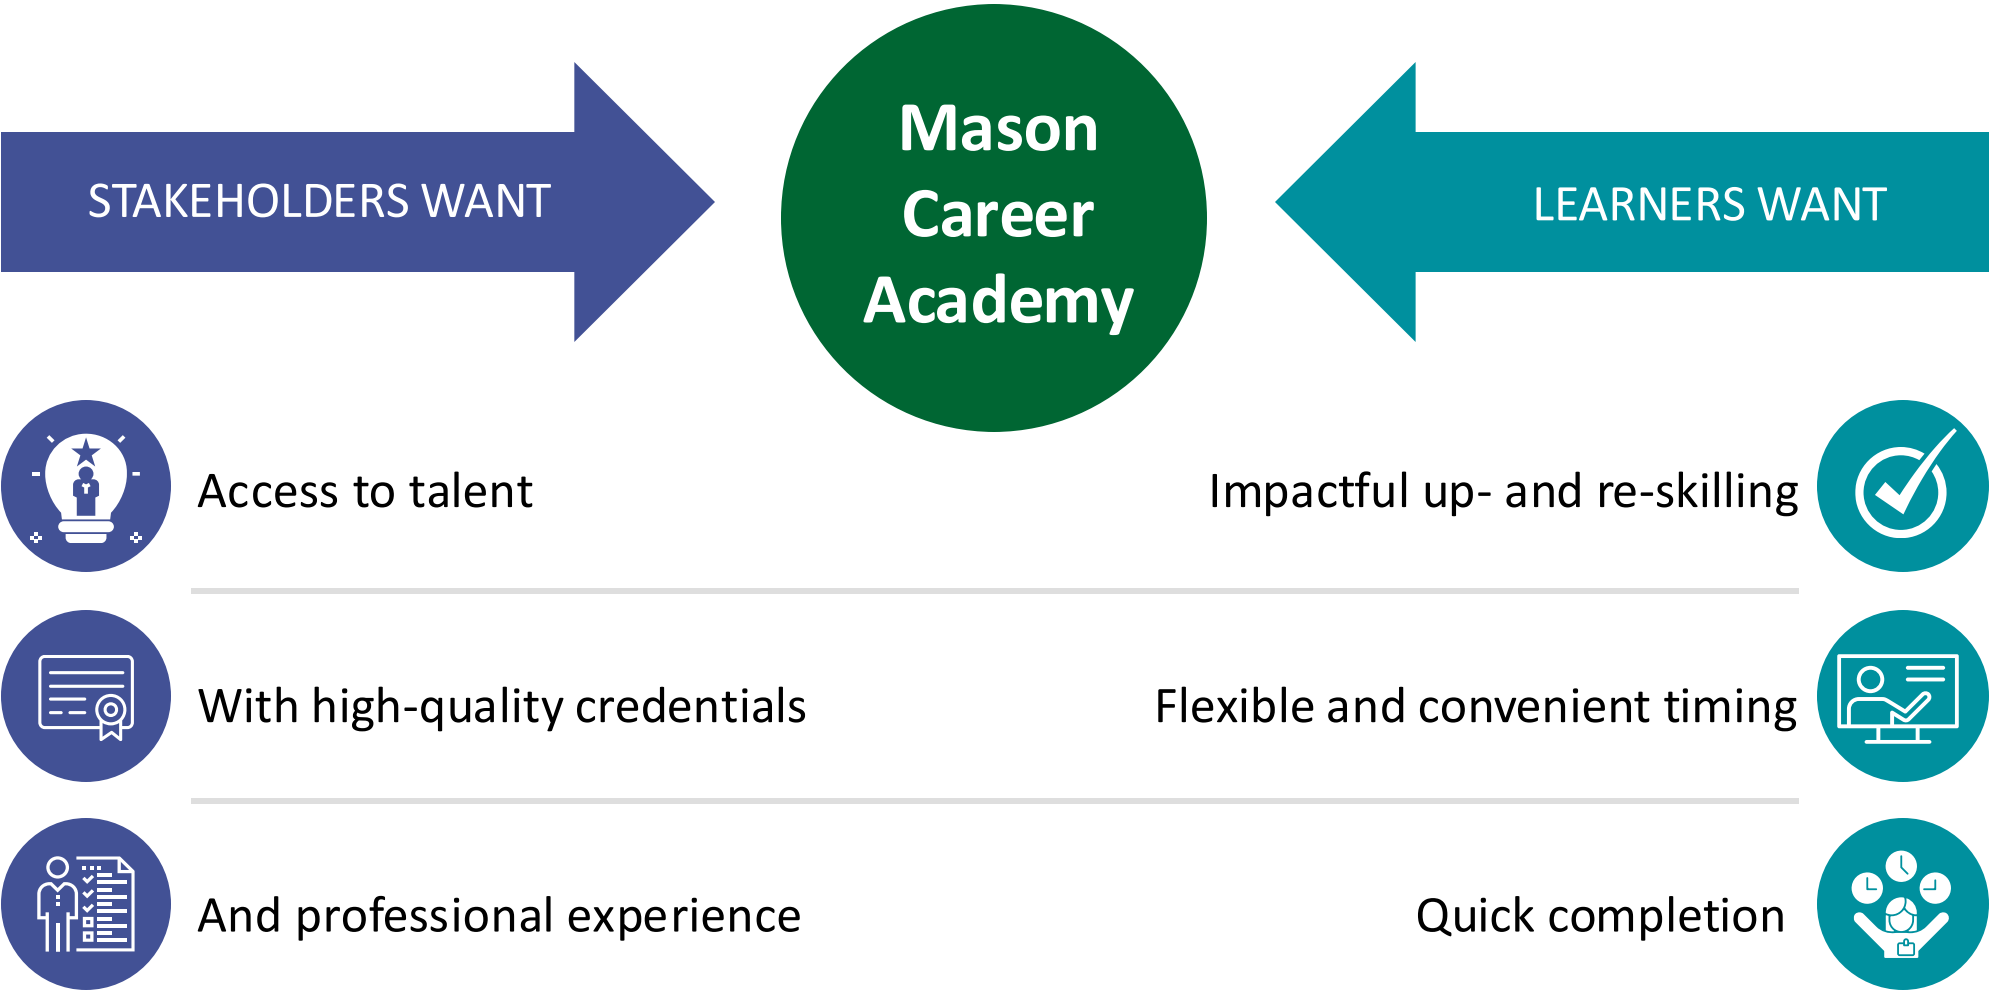 STAKEHOLDERS WANT
Mason
Career
Academy
LEARNERS WANT
Access to talent
Impactful up- and re-skilling
With high-quality credentials
Flexible and convenient timing
And professional experience
Quick completion